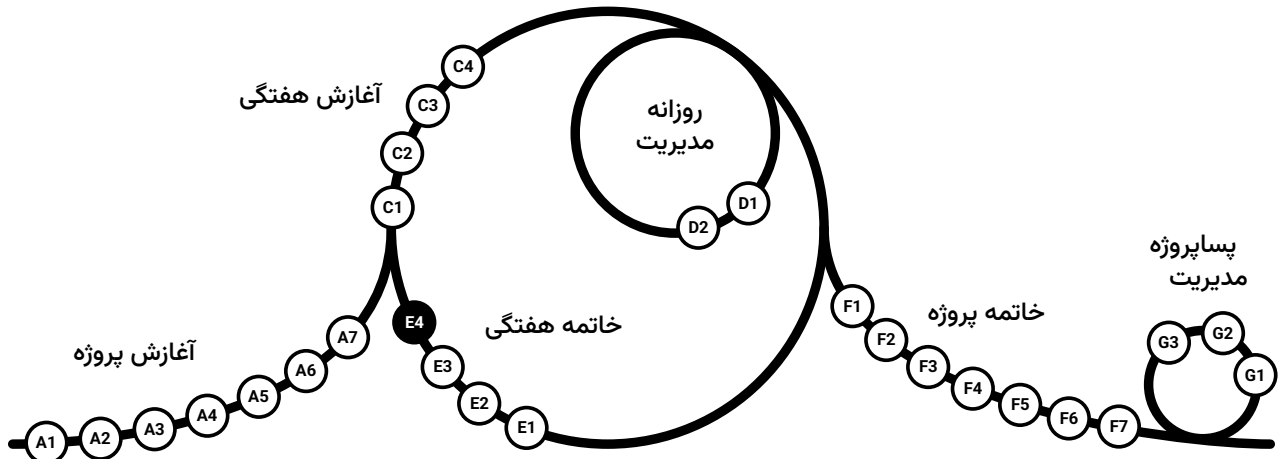 آغازش پروژه
A1
A2
A3
A4
A5
A6
A7
آغازش هفتگی
C1
C2
C3
C4
روزانه
مدیریت
D1
D2
خاتمه هفتگی
E1
E2
E3
E4
خاتمه پروژه
F1
F2
F3
F4
F5
F6
F7
پساپروژه
مدیریت
G1
G2
G3